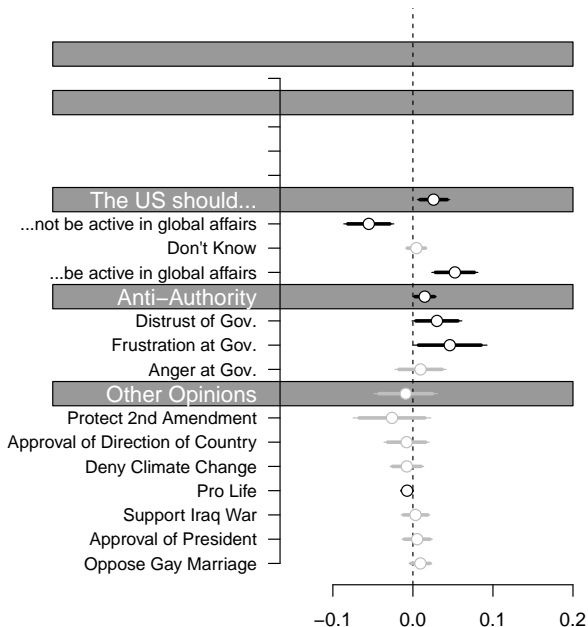 The US should...
...not be active in global affairs
Don't Know
...be active in global affairs
Anti−Authority
Distrust of Gov.
Frustration at Gov.
Anger at Gov.
Other Opinions
Protect 2nd Amendment
Approval of Direction of Country
Deny Climate Change
Pro Life
Support Iraq War
Approval of President
Oppose Gay Marriage
−0.1 0.0 0.1 0.2